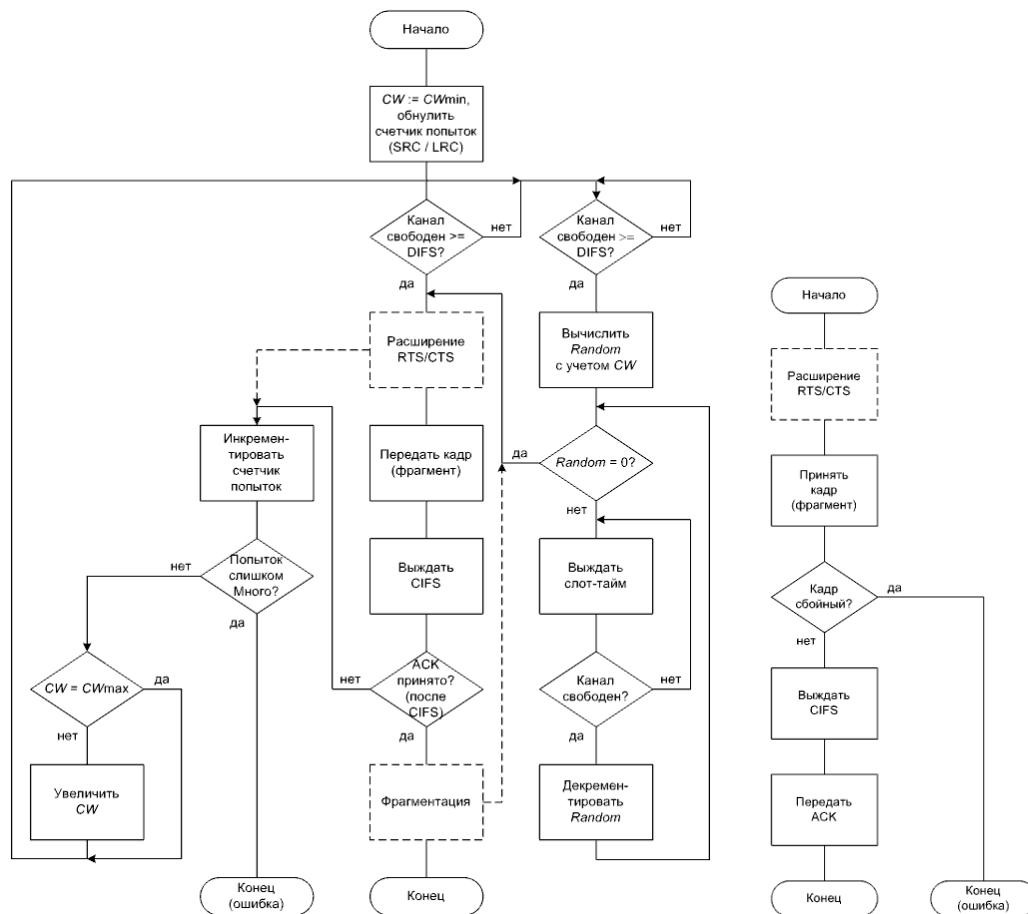 Начало
CW := CWmin,
обнулить
счетчик попыток
(SRC / LRC)
Канал
свободен >=
DIFS?
нет
да
Канал
свободен >=
DIFS?
нет
да
Расширение
RTS/CTS
Вычислить
Random
с учетом CW
Инкремен-
тировать
счетчик
попыток
Передать кадр
(фрагмент)
да
Random = 0?
нет
Попыток
слишком
Много?
нет
да
Выждать
CIFS
Выждать
слот-тайм
CW = CWmax
да
нет
ACK
принято?
(после
CIFS)
нет
да
Канал
свободен?
нет
да
Увеличить
CW
Фрагментация
Декремен-
тировать
Random
Конец
(ошибка)
Конец
Начало
Расширение
RTS/CTS
Принять
кадр
(фрагмент)
Кадр
сбойный?
да
нет
Выждать
CIFS
Передать
ACK
Конец
Конец
(ошибка)